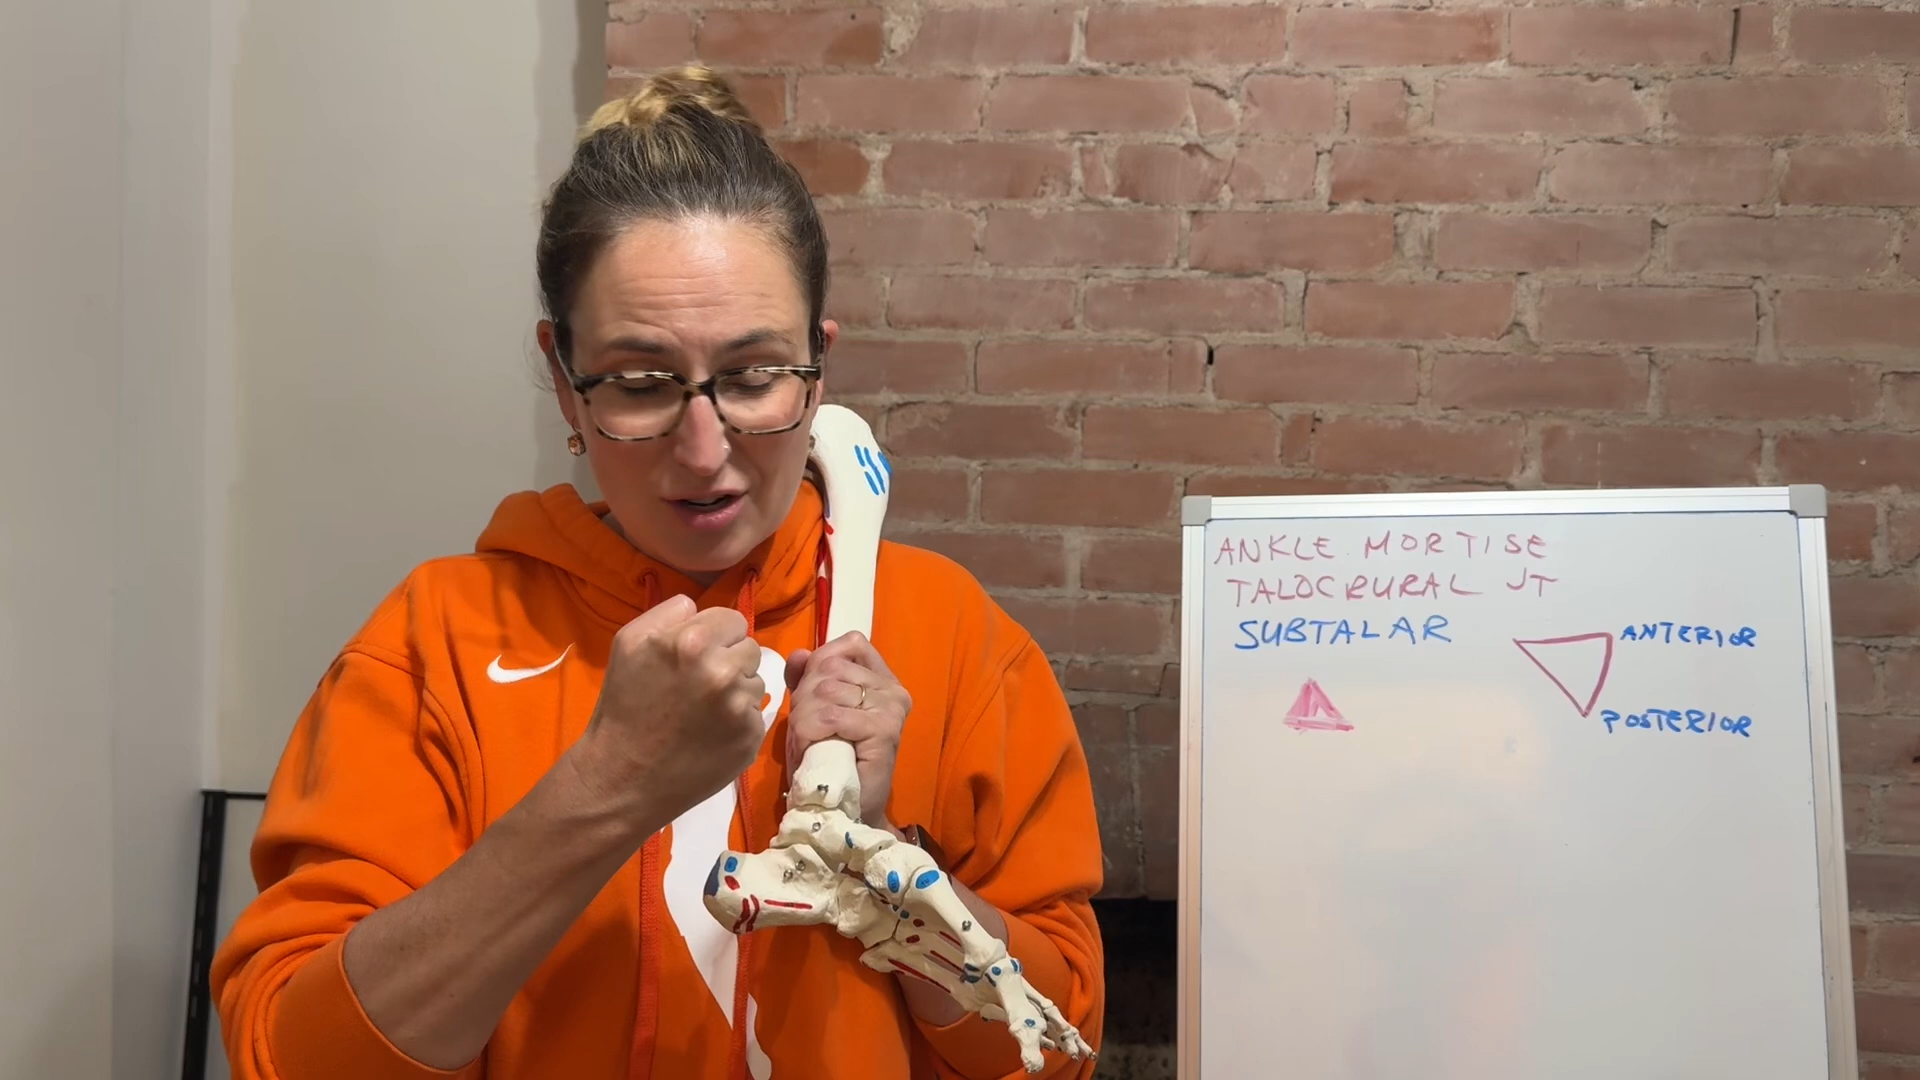 ANKLE MORTISE
TALOCRURAL JT
SUBTALAR
ANTERIOR
POSTERIOR